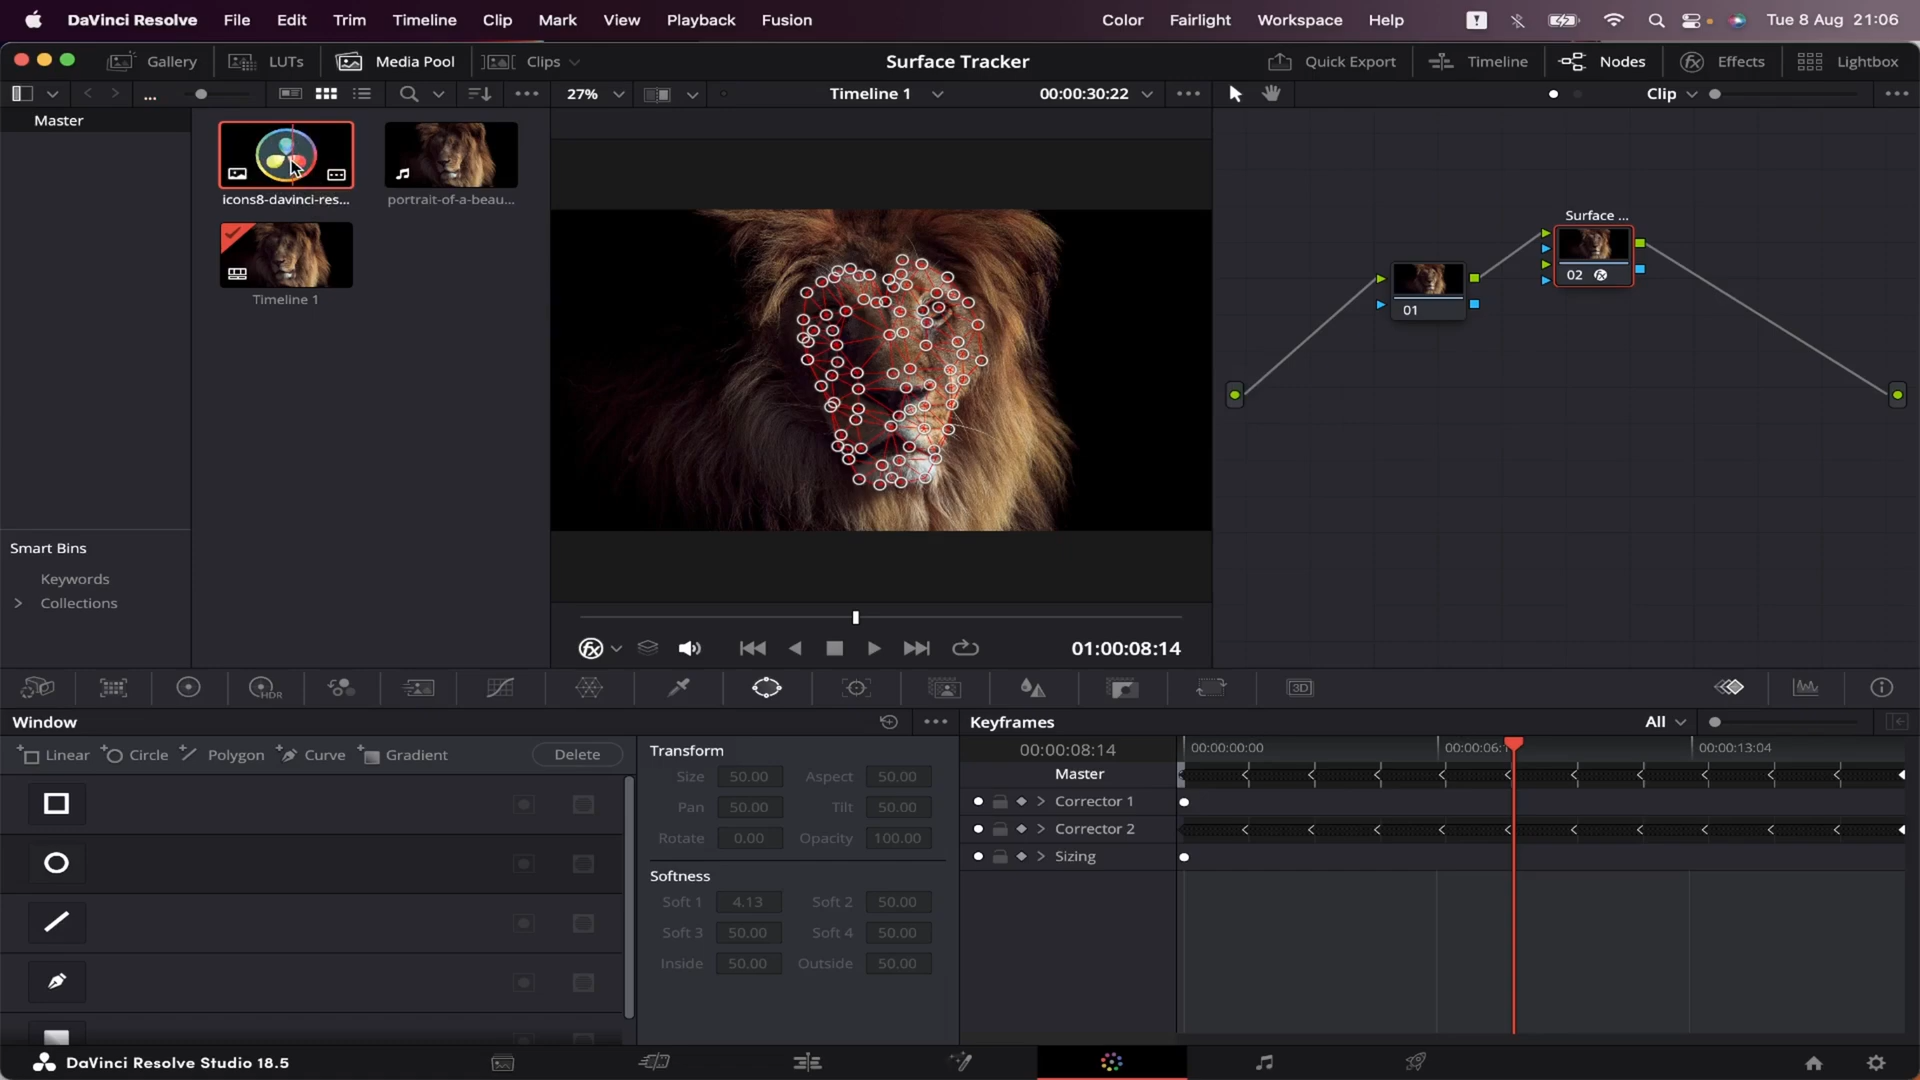 DaVinci Resolve File Edit Trim Timeline Clip Mark View Playback Fusion Color Fairlight Workspace Help Tue 8 Aug 21:06
Gallery LUTs Media Pool Clips Surface Tracker Quick Export Timeline Nodes Effects Lightbox
... 27% Timeline 1 00:00:30:22 Clip
Master
icons8-davinci-res... portrait-of-a-beau...
Timeline 1
Surface ...
02
01
Smart Bins
Keywords
Collections
01:00:08:14
HDR 3D
Window Keyframes All
Linear Circle Polygon Curve Gradient Delete
Transform
Size 50.00 Aspect 50.00
Pan 50.00 Tilt 50.00
Rotate 0.00 Opacity 100.00
Softness
Soft 1 4.13 Soft 2 50.00
Soft 3 50.00 Soft 4 50.00
Inside 50.00 Outside 50.00
00:00:08:14 00:00:00:00 00:00:06:1 00:00:13:04
Master
Corrector 1
Corrector 2
Sizing
DaVinci Resolve Studio 18.5